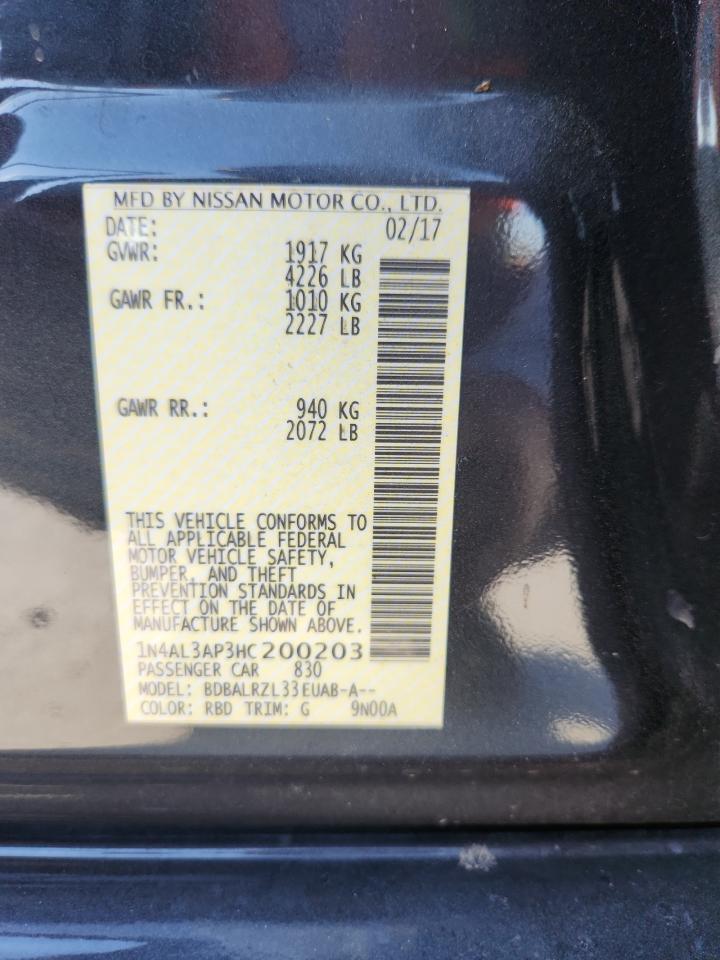 MFD BY NISSAN MOTOR CO., LTD.
DATE: 02/17
GVWR: 1917 KG
4226 LB
GAWR FR.: 1010 KG
2227 LB
GAWR RR.: 940 KG
2072 LB
THIS VEHICLE CONFORMS TO
ALL APPLICABLE FEDERAL
MOTOR VEHICLE SAFETY,
BUMPER, AND THEFT
PREVENTION STANDARDS IN
EFFECT ON THE DATE OF
MANUFACTURE SHOWN ABOVE.
1N4AL3AP3HC200203
PASSENGER CAR 830
MODEL: BDBALRZL33EUAB-A--
COLOR: RBD TRIM: G 9N00A